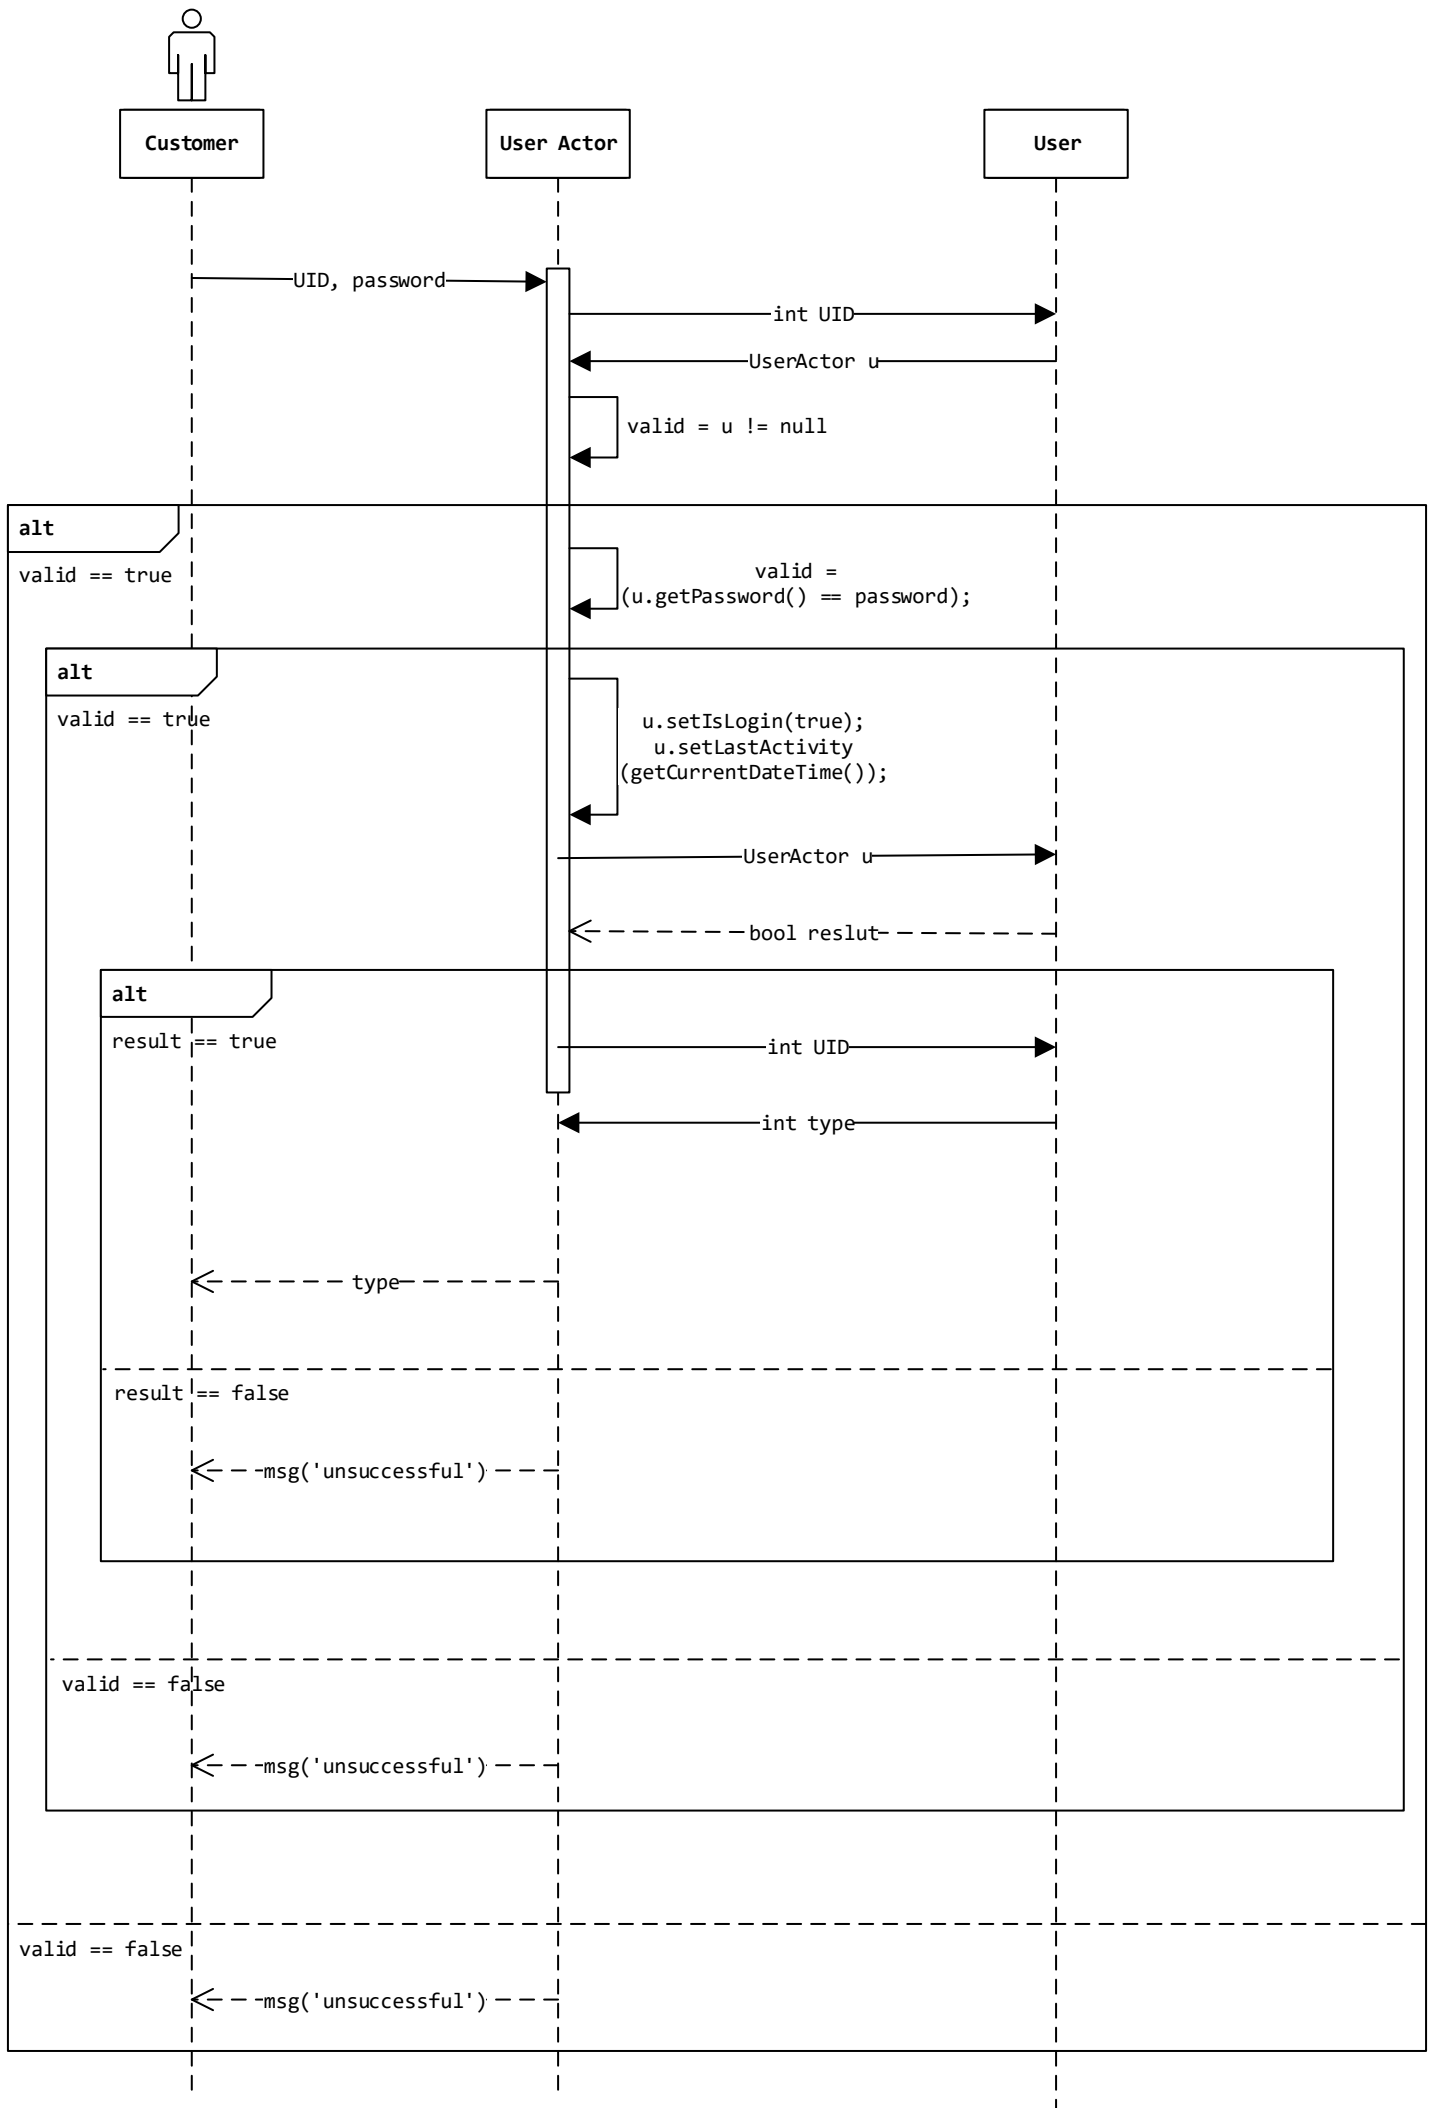 Customer
User Actor
User
UID, password
int UID
UserActor u
valid = u != null
alt
valid == true
valid =
(u.getPassword() == password);
alt
valid == true
u.setIsLogin(true);
u.setLastActivity
(getCurrentDateTime());
UserActor u
bool reslut
alt
result == true
int UID
int type
type
result == false
msg('unsuccessful')
valid == false
msg('unsuccessful')
valid == false
msg('unsuccessful')